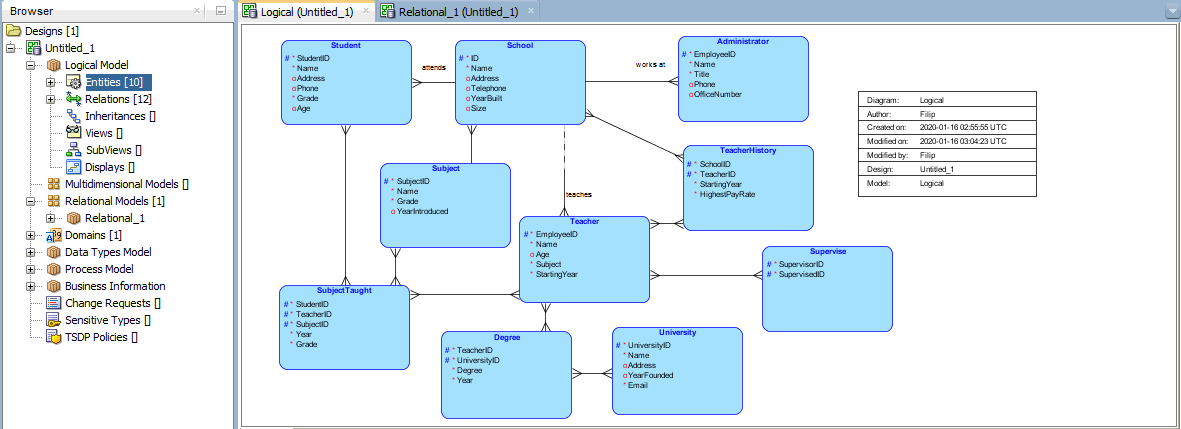 Browser
Designs [1]
Untitled_1
Logical Model
Entities [10]
Relations [12]
Inheritances []
Views []
SubViews []
Displays []
Multidimensional Models []
Relational Models [1]
Relational_1
Domains [1]
Data Types Model
Process Model
Business Information
Change Requests []
Sensitive Types []
TSDP Policies []
Logical (Untitled_1)
Relational_1 (Untitled_1)
Student
# * StudentID
* Name
o Address
o Phone
* Grade
o Age
attends
School
# * ID
* Name
o Address
o Telephone
o YearBuilt
o Size
works at
Administrator
# * EmployeeID
* Name
* Title
o Phone
o OfficeNumber
Diagram: Logical
Author: Filip
Created on: 2020-01-16 02:55:55 UTC
Modified on: 2020-01-16 03:04:23 UTC
Modified by: Filip
Design: Untitled_1
Model: Logical
TeacherHistory
# * SchoolID
# * TeacherID
* StartingYear
* HighestPayRate
Subject
# * SubjectID
* Name
* Grade
o YearIntroduced
teaches
Teacher
# * EmployeeID
* Name
o Age
* Subject
* StartingYear
Supervise
# * SupervisorID
# * SupervisedID
SubjectTaught
# * StudentID
# * TeacherID
# * SubjectID
* Year
* Grade
Degree
# * TeacherID
# * UniversityID
* Degree
* Year
University
# * UniversityID
* Name
o Address
o YearFounded
* Email